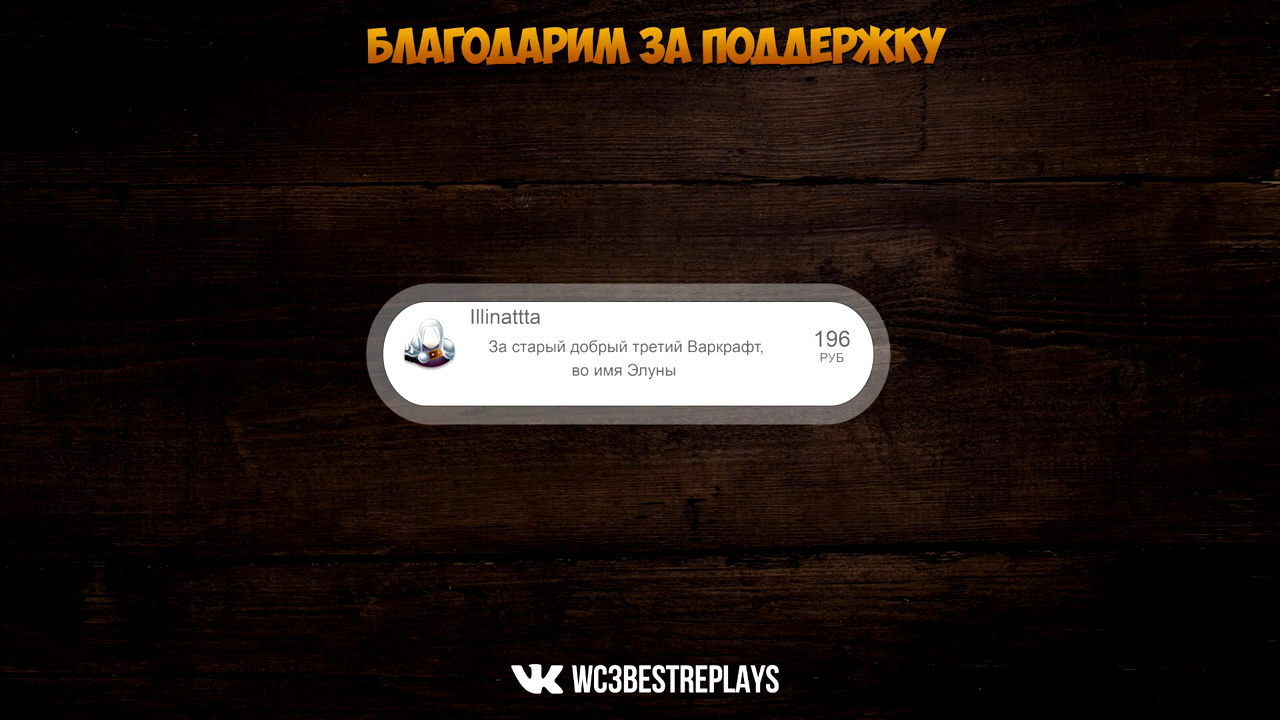 БЛАГОДАРИМ ЗА ПОДДЕРЖКУ
Illinattta
За старый добрый третий Варкрафт,
во имя Элуны
196
РУБ
WC3BESTREPLAYS